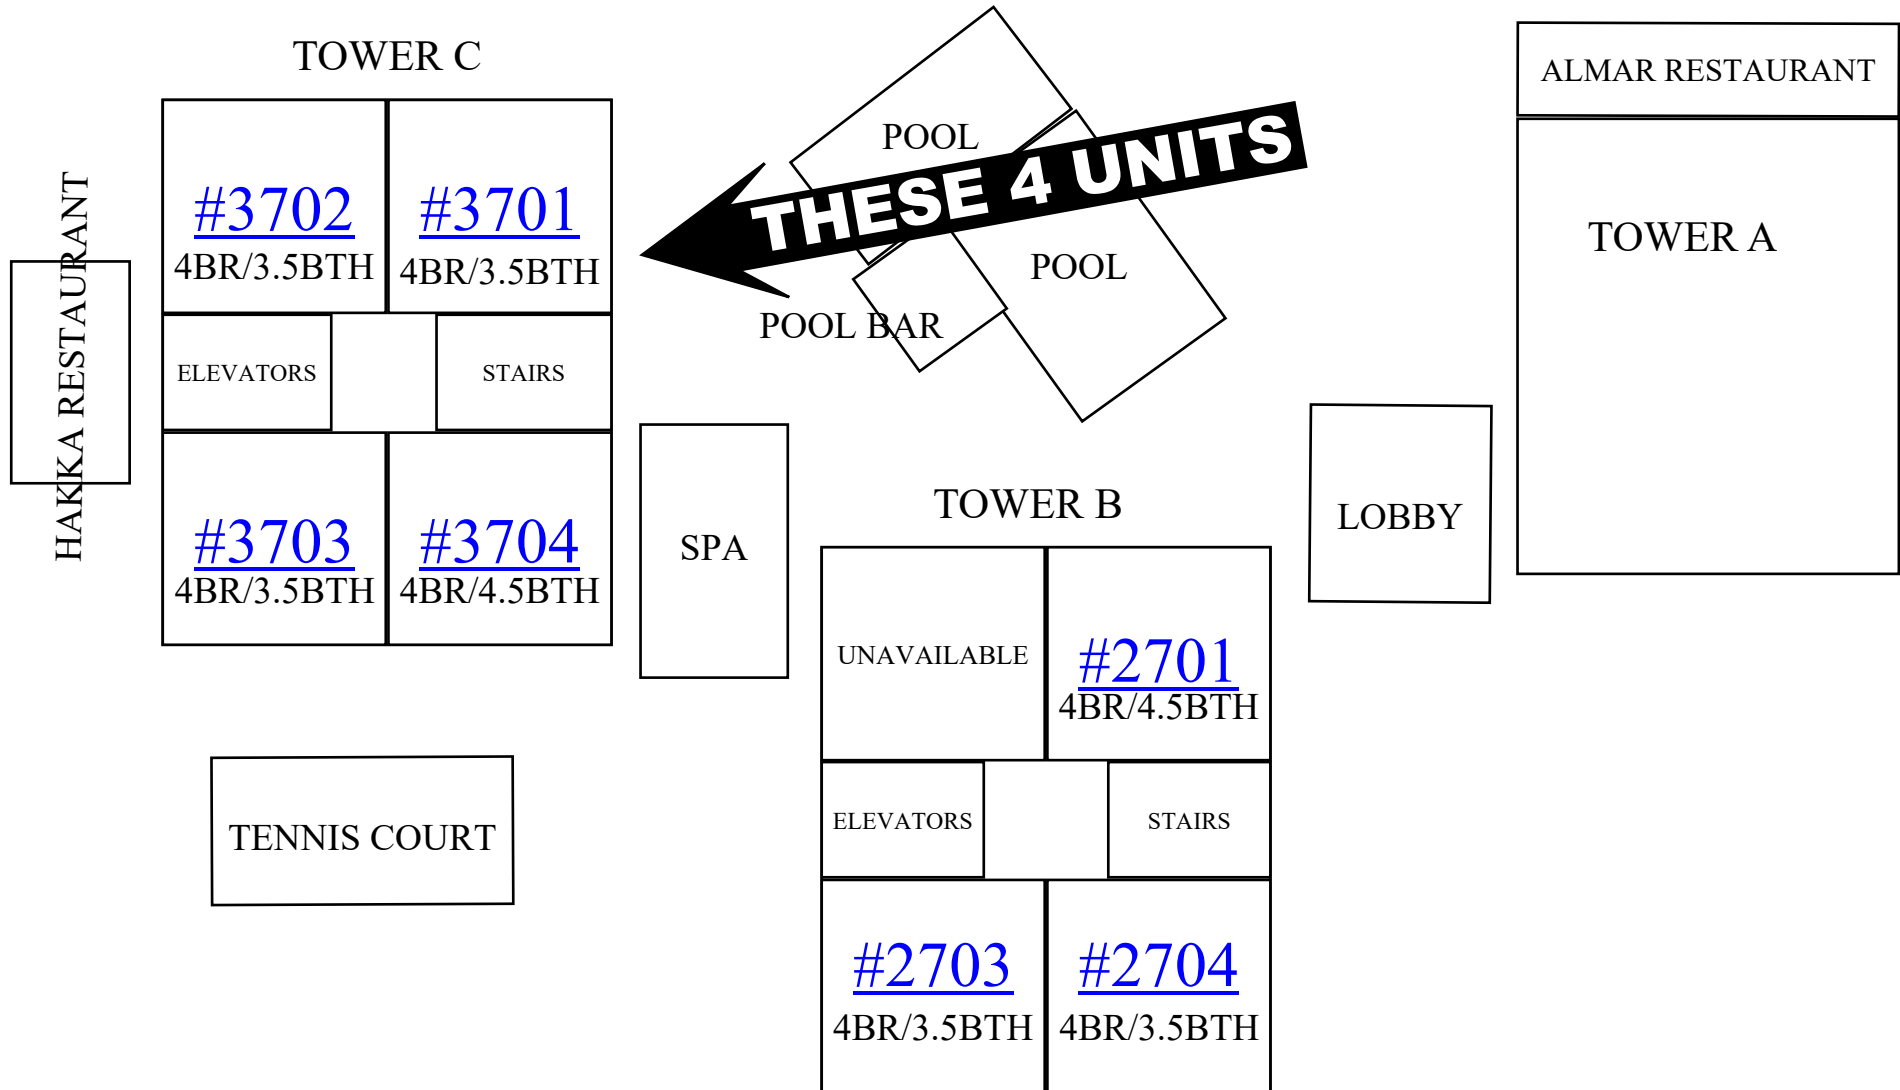 TOWER C
#3702
4BR/3.5BTH
#3701
4BR/3.5BTH
ELEVATORS
STAIRS
#3703
4BR/3.5BTH
#3704
4BR/4.5BTH
HAKKA RESTAURANT
TENNIS COURT
SPA
POOL
THESE 4 UNITS
POOL
POOL BAR
TOWER B
UNAVAILABLE
#2701
4BR/4.5BTH
ELEVATORS
STAIRS
#2703
4BR/3.5BTH
#2704
4BR/3.5BTH
LOBBY
ALMAR RESTAURANT
TOWER A